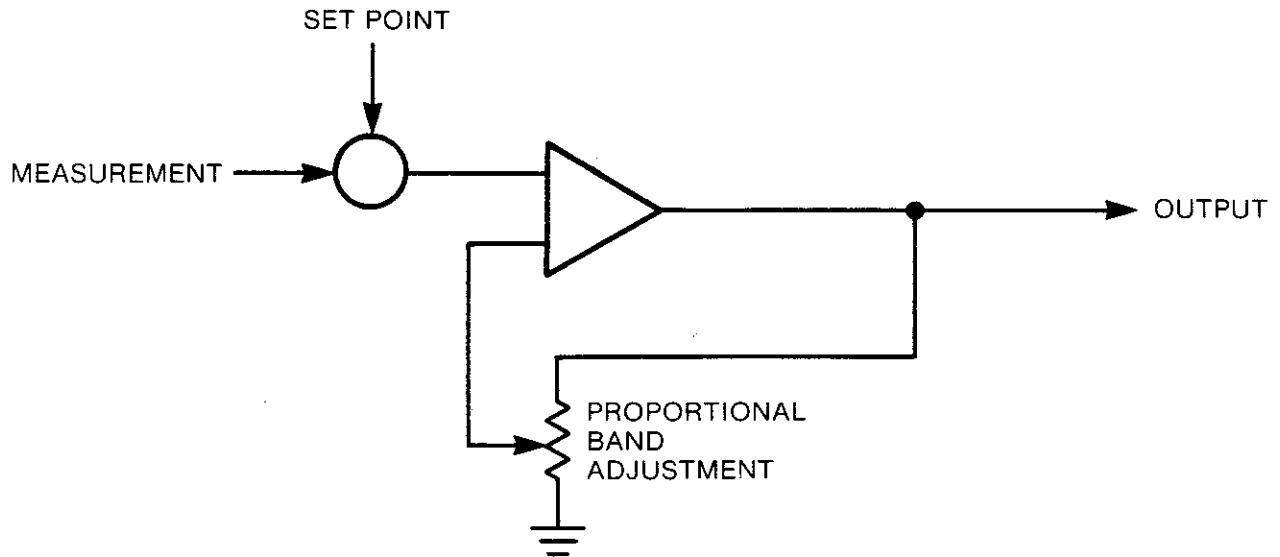 SET POINT
MEASUREMENT
OUTPUT
PROPORTIONAL
BAND
ADJUSTMENT